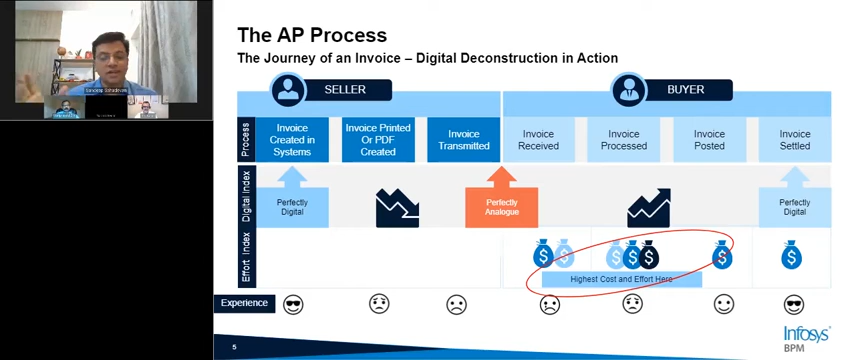 The AP Process
The Journey of an Invoice – Digital Deconstruction in Action
SELLER
BUYER
Process
Invoice
Created in
Systems
Invoice Printed
Or PDF
Created
Invoice
Transmitted
Invoice
Received
Invoice
Processed
Invoice
Posted
Invoice
Settled
Digital Index
Perfectly
Digital
Perfectly
Analogue
Perfectly
Digital
Effort Index
$ $ $ $ $ $ $
Highest Cost and Effort Here
Experience
5
Infosys
BPM